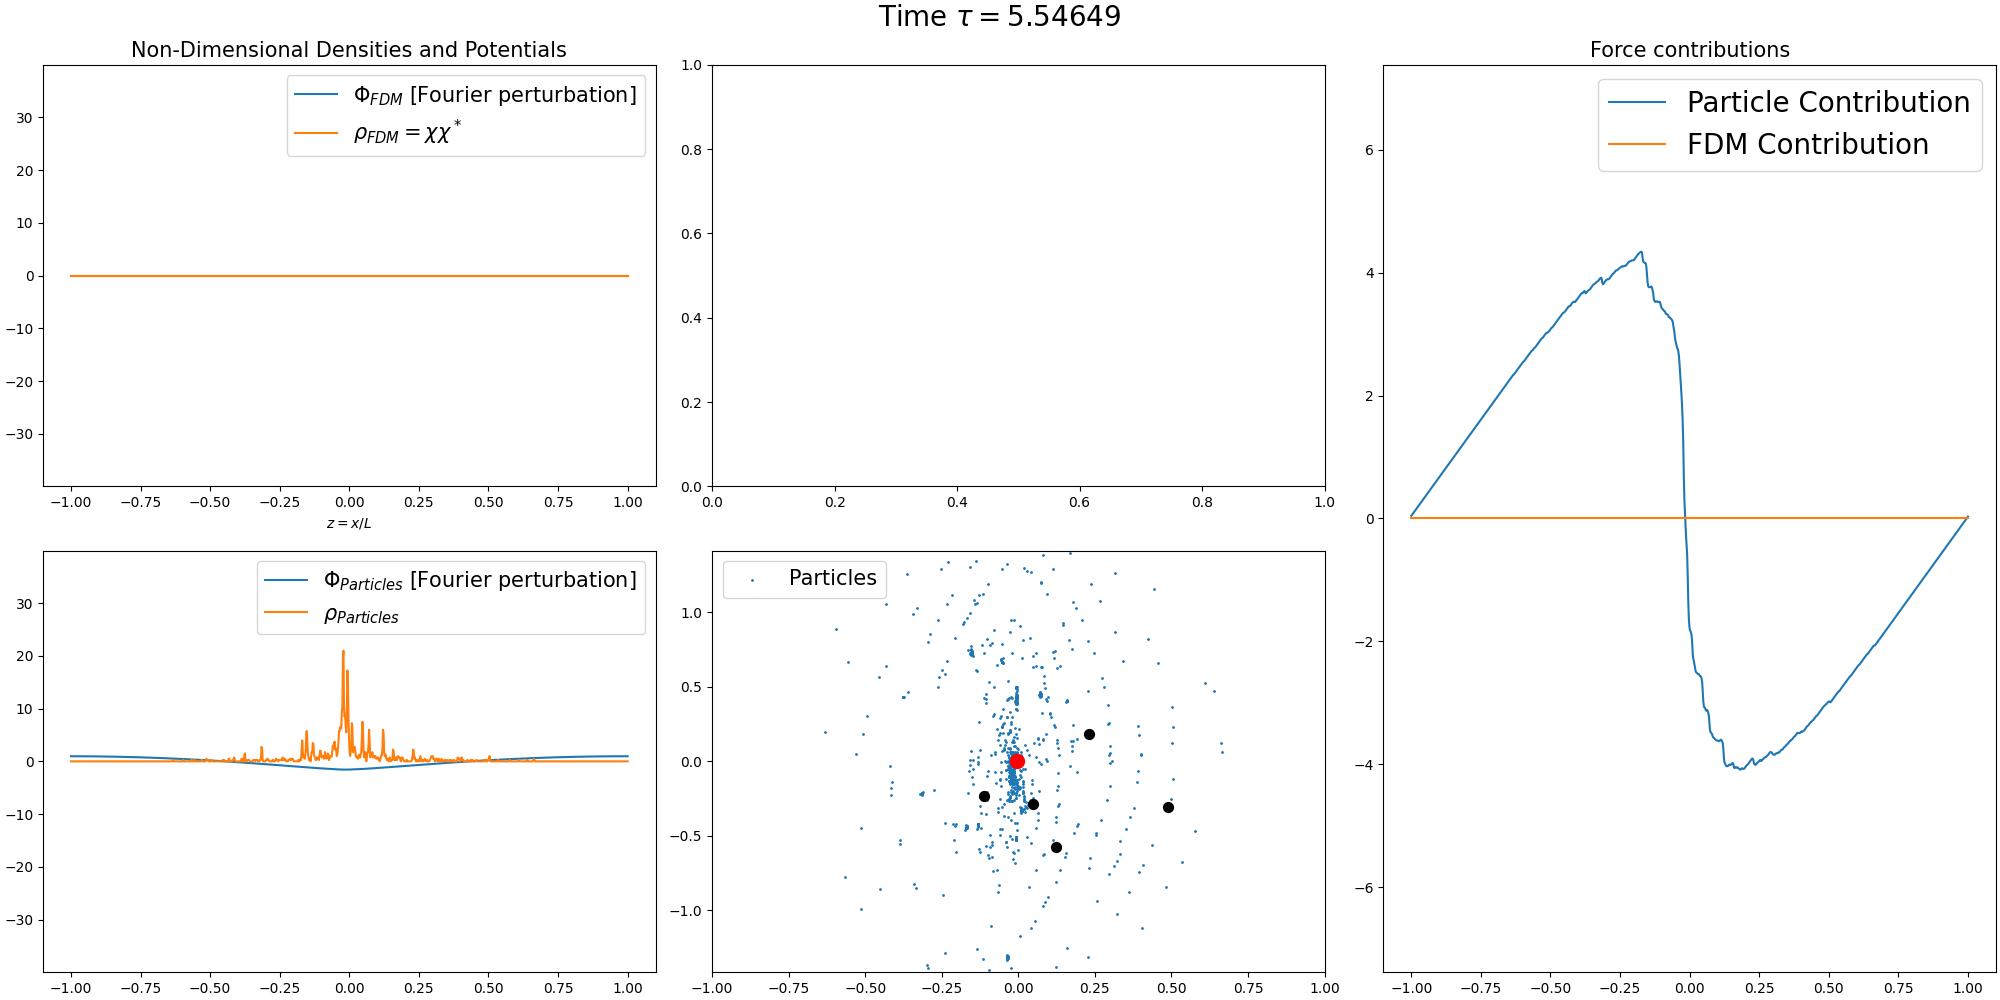 Time τ = 5.54649
Non-Dimensional Densities and Potentials
Φ_FDM [Fourier perturbation]
ρ_FDM = χχ*
30
20
10
0
−10
−20
−30
−1.00 −0.75 −0.50 −0.25 0.00 0.25 0.50 0.75 1.00
z = x/L
1.0
0.8
0.6
0.4
0.2
0.0
0.0 0.2 0.4 0.6 0.8 1.0
Force contributions
Particle Contribution
FDM Contribution
6
4
2
0
−2
−4
−6
−1.00 −0.75 −0.50 −0.25 0.00 0.25 0.50 0.75 1.00
Φ_Particles [Fourier perturbation]
ρ_Particles
30
20
10
0
−10
−20
−30
−1.00 −0.75 −0.50 −0.25 0.00 0.25 0.50 0.75 1.00
Particles
1.0
0.5
0.0
−0.5
−1.0
−1.00 −0.75 −0.50 −0.25 0.00 0.25 0.50 0.75 1.00